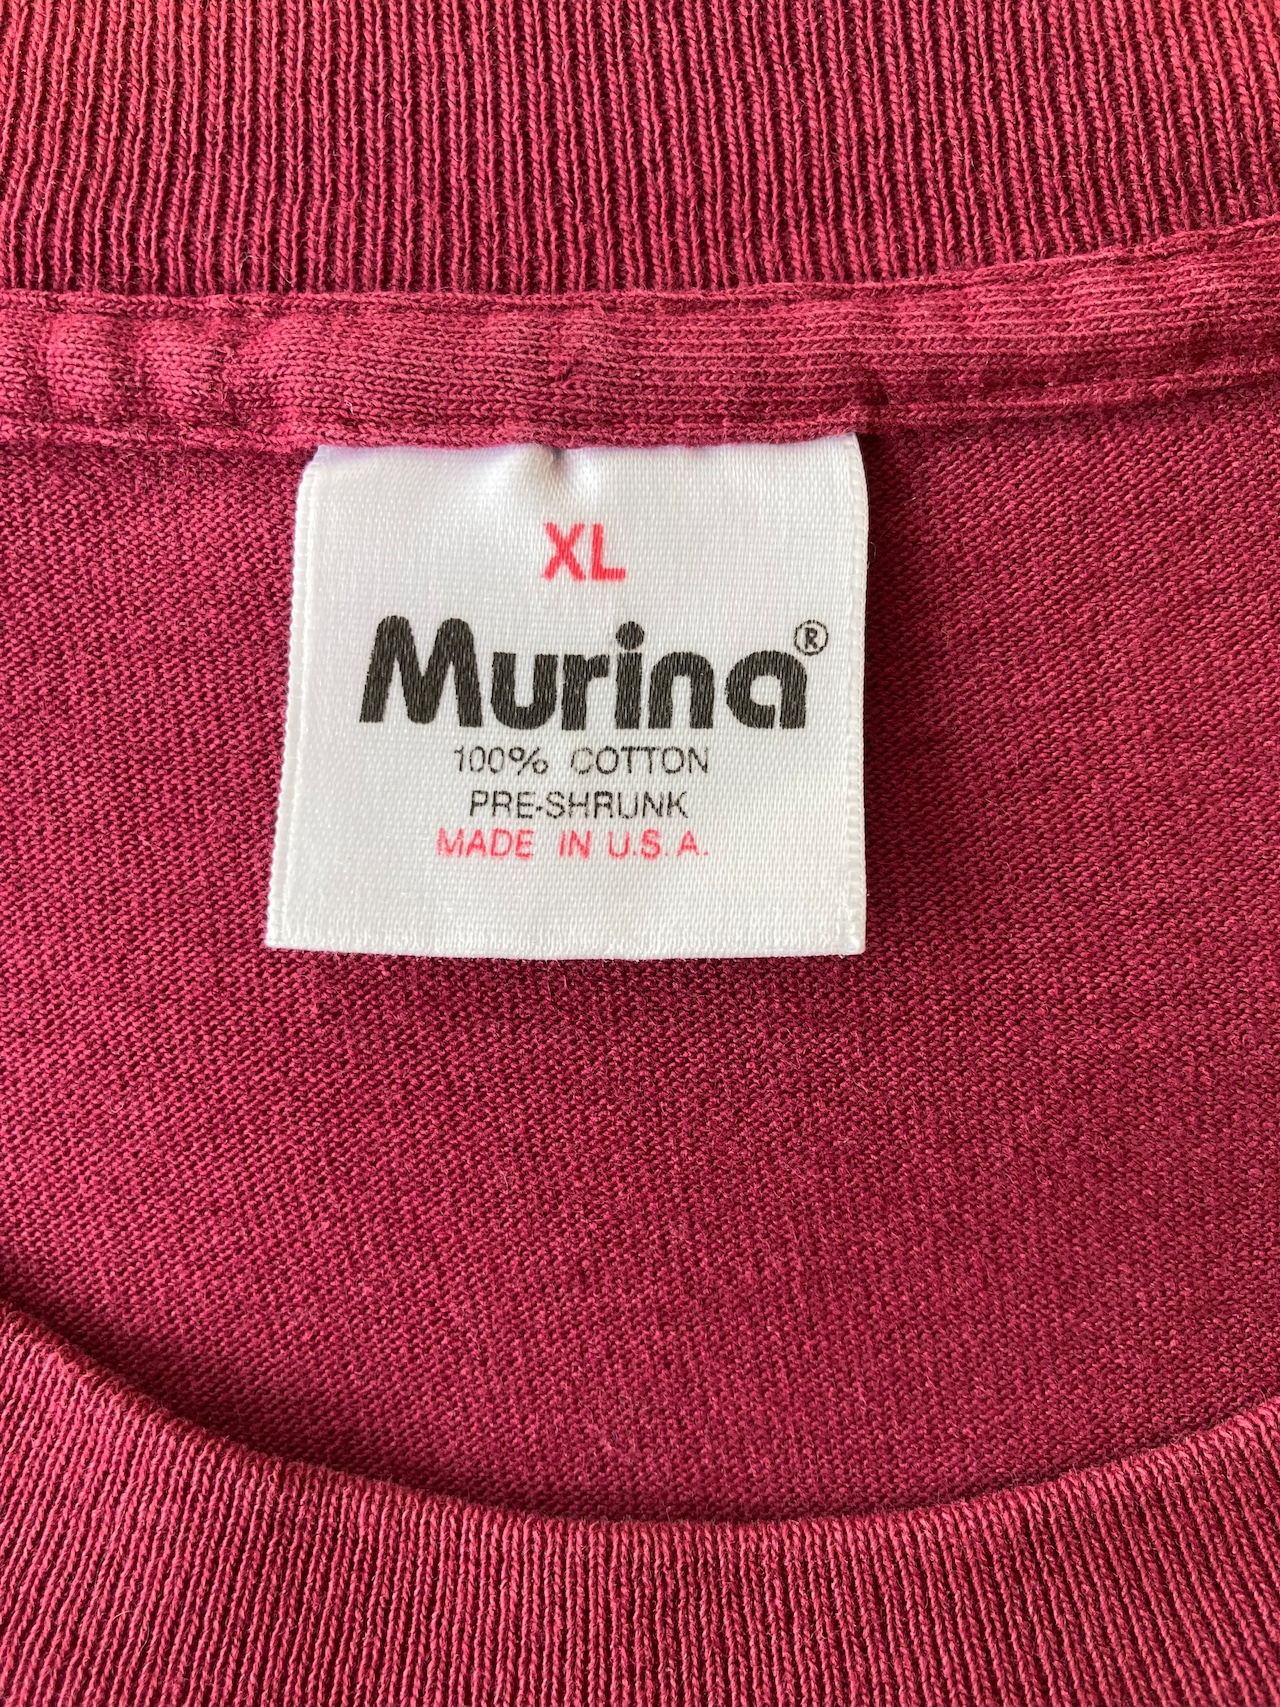 XL
Murina®
100% COTTON
PRE-SHRUNK
MADE IN U.S.A.